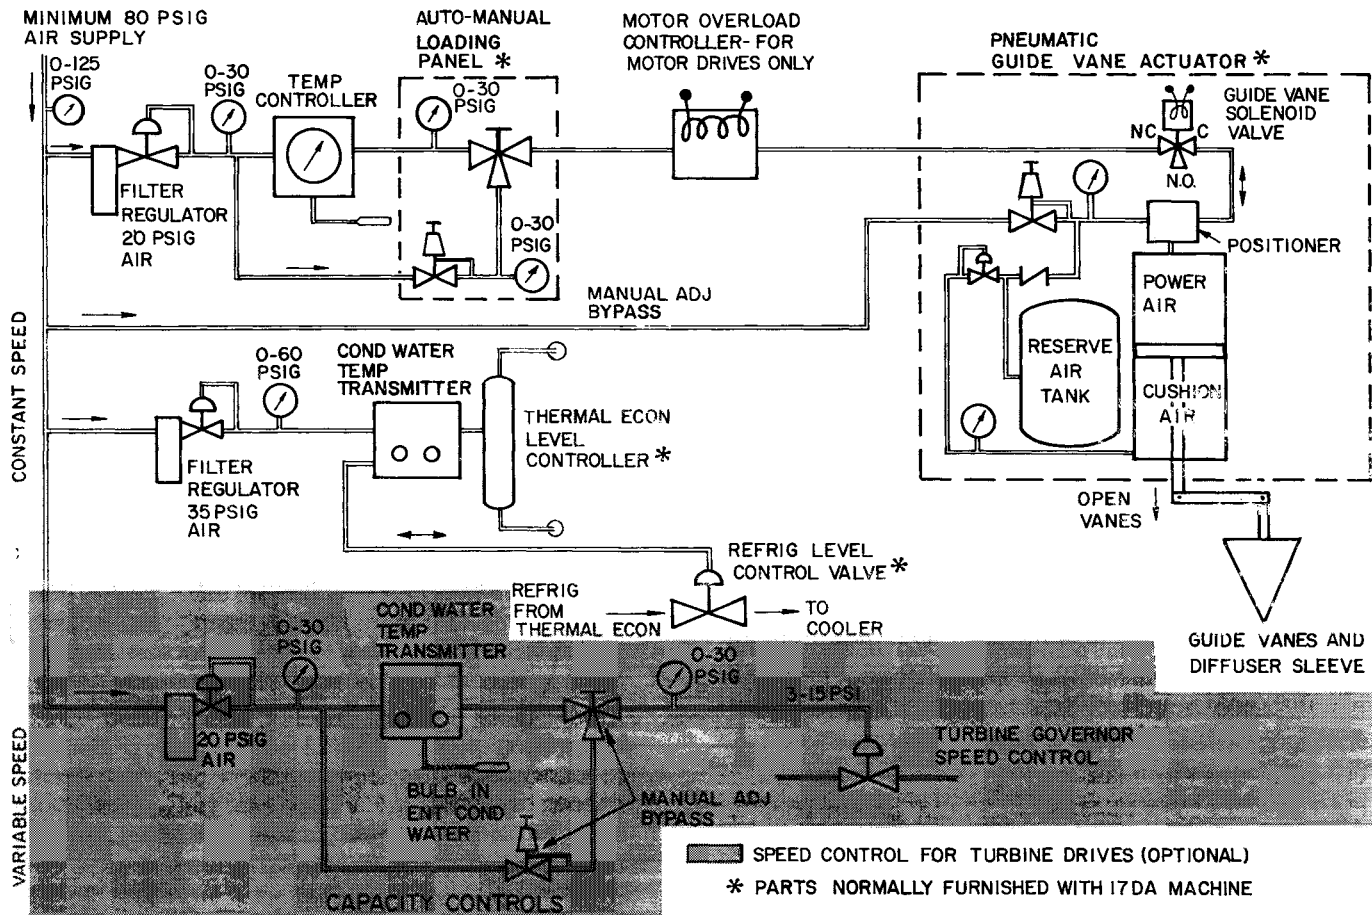 MINIMUM 80 PSIG
AIR SUPPLY
0-125
PSIG
0-30
PSIG
TEMP
CONTROLLER
AUTO-MANUAL
LOADING
PANEL *
0-30
PSIG
MOTOR OVERLOAD
CONTROLLER-FOR
MOTOR DRIVES ONLY
PNEUMATIC
GUIDE VANE ACTUATOR *
GUIDE VANE
SOLENOID
VALVE
NC
C
N.O.
FILTER
REGULATOR
20 PSIG
AIR
0-30
PSIG
POSITIONER
POWER
AIR
MANUAL ADJ
BYPASS
RESERVE
AIR
TANK
CUSHION
AIR
CONSTANT SPEED
0-60
PSIG
COND WATER
TEMP
TRANSMITTER
THERMAL ECON
LEVEL
CONTROLLER *
FILTER
REGULATOR
35 PSIG
AIR
OPEN
VANES
REFRIG LEVEL
CONTROL VALVE *
REFRIG
FROM
THERMAL ECON
TO
COOLER
GUIDE VANES AND
DIFFUSER SLEEVE
VARIABLE SPEED
0-30
PSIG
COND WATER
TEMP
TRANSMITTER
0-30
PSIG
3-15 PSI
20 PSIG
AIR
TURBINE GOVERNOR
SPEED CONTROL
BULB IN
ENT COND
WATER
MANUAL ADJ
BYPASS
CAPACITY CONTROLS
SPEED CONTROL FOR TURBINE DRIVES (OPTIONAL)
* PARTS NORMALLY FURNISHED WITH 17DA MACHINE